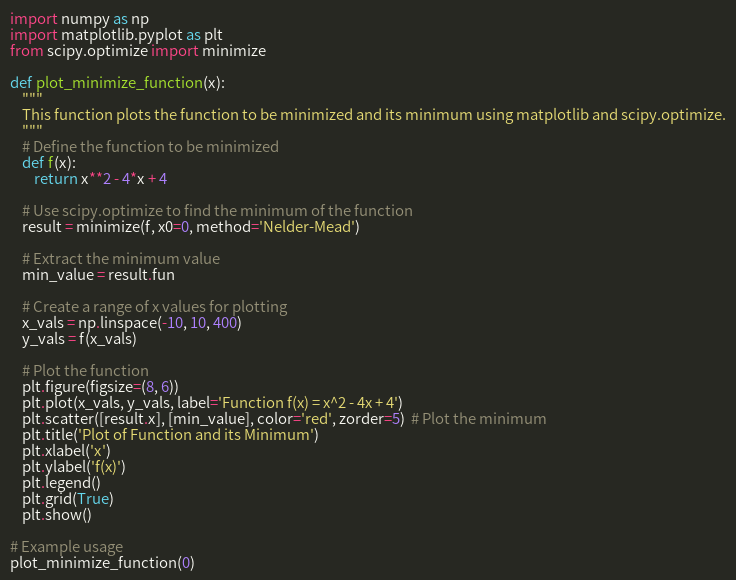 import numpy as np
import matplotlib.pyplot as plt
from scipy.optimize import minimize

def plot_minimize_function(x):
    """
    This function plots the function to be minimized and its minimum using matplotlib and scipy.optimize.
    """
    # Define the function to be minimized
    def f(x):
        return x**2 - 4*x + 4

    # Use scipy.optimize to find the minimum of the function
    result = minimize(f, x0=0, method='Nelder-Mead')

    # Extract the minimum value
    min_value = result.fun

    # Create a range of x values for plotting
    x_vals = np.linspace(-10, 10, 400)
    y_vals = f(x_vals)

    # Plot the function
    plt.figure(figsize=(8, 6))
    plt.plot(x_vals, y_vals, label='Function f(x) = x^2 - 4x + 4')
    plt.scatter([result.x], [min_value], color='red', zorder=5)  # Plot the minimum
    plt.title('Plot of Function and its Minimum')
    plt.xlabel('x')
    plt.ylabel('f(x)')
    plt.legend()
    plt.grid(True)
    plt.show()

# Example usage
plot_minimize_function(0)